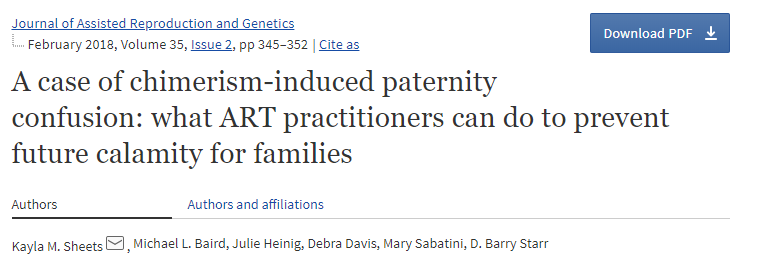 Journal of Assisted Reproduction and Genetics
February 2018, Volume 35, Issue 2, pp 345–352 | Cite as
Download PDF
A case of chimerism-induced paternity
confusion: what ART practitioners can do to prevent
future calamity for families
Authors
Authors and affiliations
Kayla M. Sheets , Michael L. Baird, Julie Heinig, Debra Davis, Mary Sabatini, D. Barry Starr